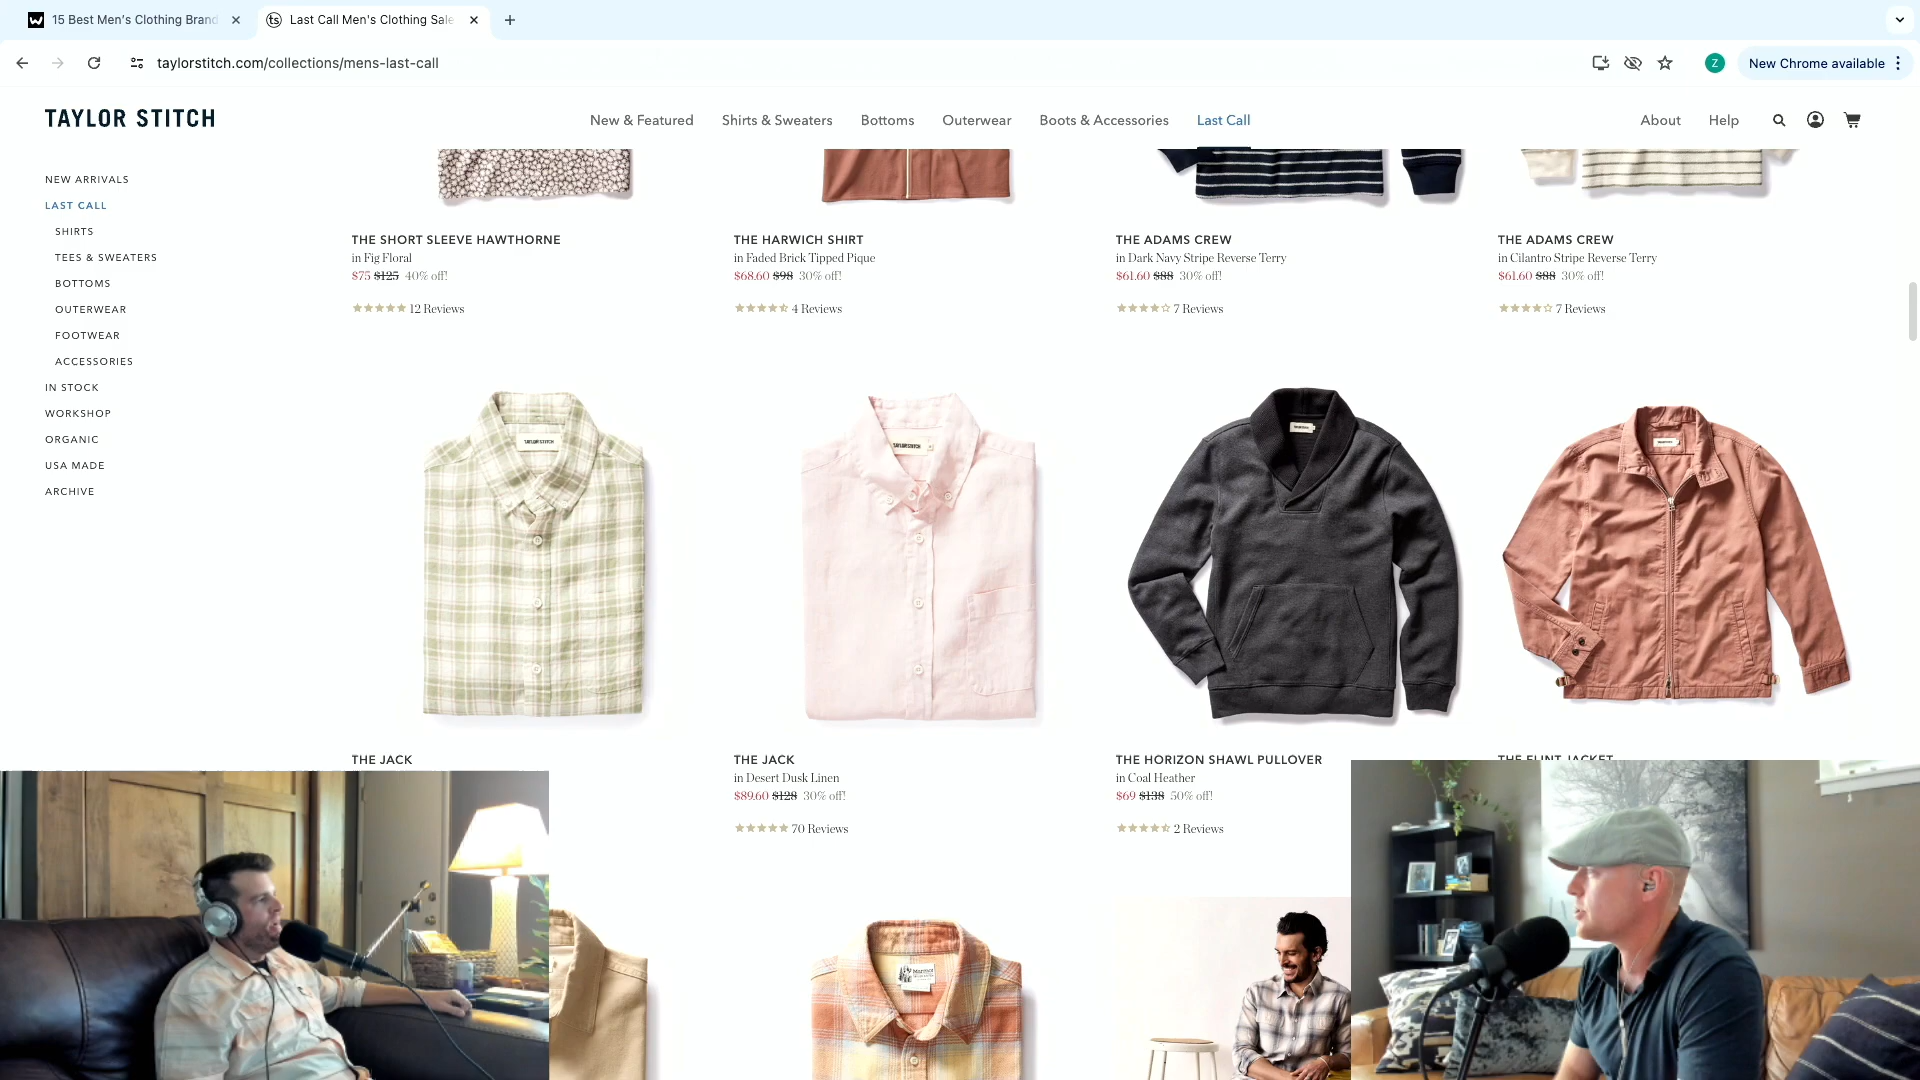 15 Best Men's Clothing Brand
Last Call Men's Clothing Sale
taylorstitch.com/collections/mens-last-call
Z
New Chrome available
TAYLOR STITCH
New & Featured
Shirts & Sweaters
Bottoms
Outerwear
Boots & Accessories
Last Call
About
Help
NEW ARRIVALS
LAST CALL
SHIRTS
TEES & SWEATERS
BOTTOMS
OUTERWEAR
FOOTWEAR
ACCESSORIES
IN STOCK
WORKSHOP
ORGANIC
USA MADE
ARCHIVE
THE SHORT SLEEVE HAWTHORNE
in Fig Floral
$75 $125 40% off!
12 Reviews
THE HARWICH SHIRT
in Faded Brick Tipped Pique
$68.60 $98 30% off!
4 Reviews
THE ADAMS CREW
in Dark Navy Stripe Reverse Terry
$61.60 $88 30% off!
7 Reviews
THE ADAMS CREW
in Cilantro Stripe Reverse Terry
$61.60 $88 30% off!
7 Reviews
TAYLOR STITCH
TAYLOR STITCH
THE JACK
THE JACK
in Desert Dusk Linen
$89.60 $128 30% off!
70 Reviews
THE HORIZON SHAWL PULLOVER
in Coal Heather
$69 $138 50% off!
2 Reviews
THE FLINT JACKET